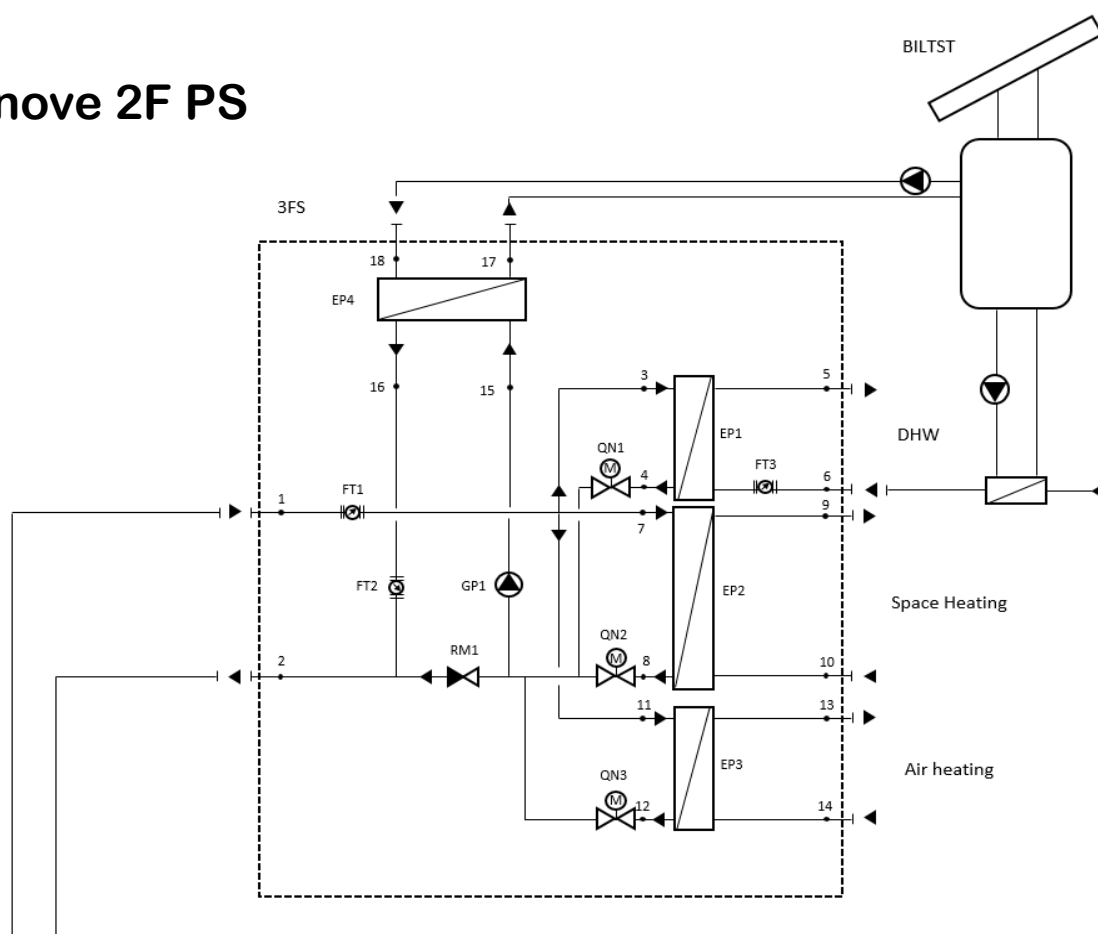 nove 2F PS
BILTST
3FS
18
17
EP4
16
15
3
5
EP1
QN1
M
4
DHW
FT3
6
1
FT1
7
9
FT2
GP1
EP2
Space Heating
QN2
M
RM1
2
8
10
11
13
EP3
Air heating
QN3
M
12
14